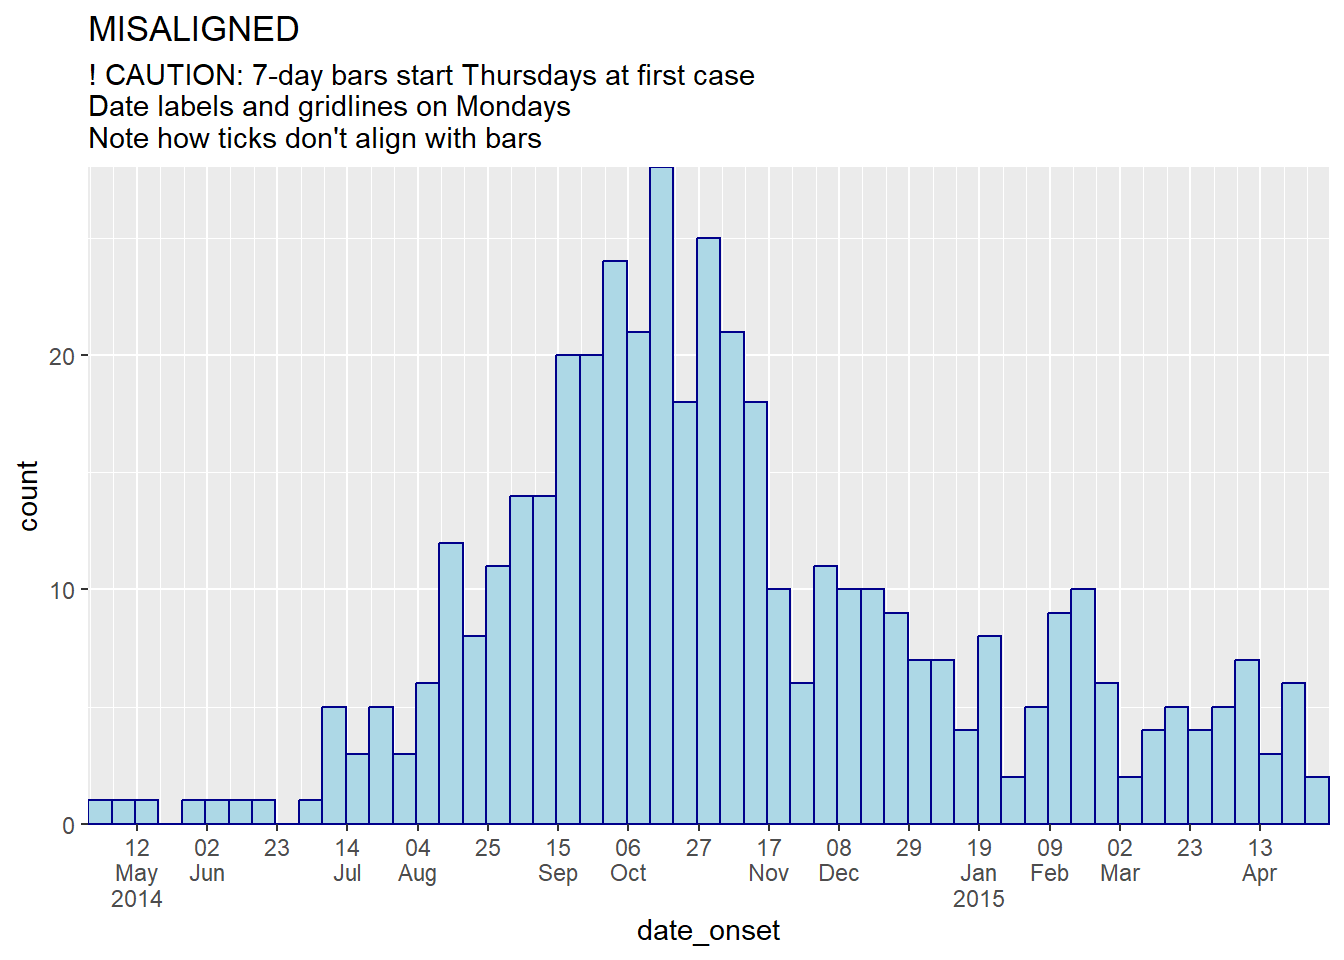 MISALIGNED
! CAUTION: 7-day bars start Thursdays at first case
Date labels and gridlines on Mondays
Note how ticks don't align with bars
count
20
10
0
12 02 23 14 04 25 15 06 27 17 08 29 19 09 02 23 13
May Jun Jul Aug Sep Oct Nov Dec Jan Feb Mar Apr
2014 2015
date_onset